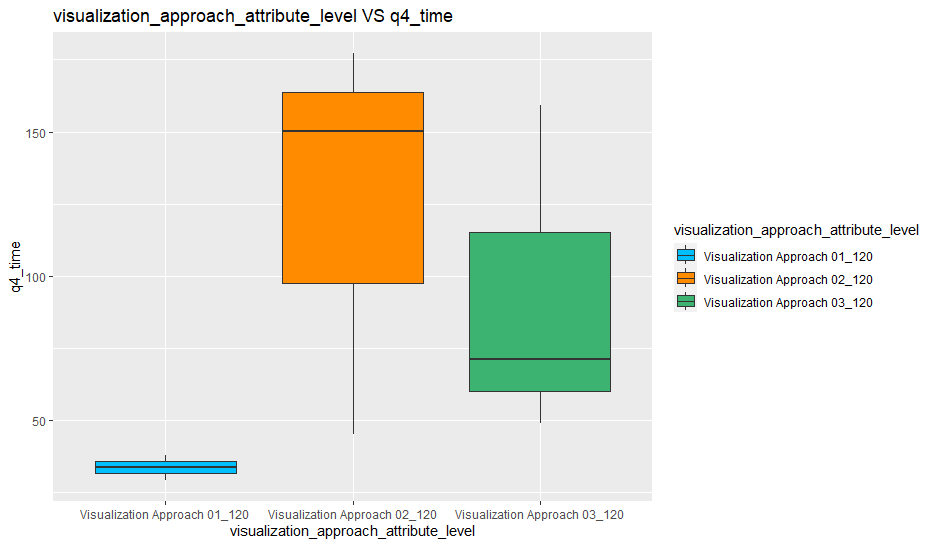 visualization_approach_attribute_level VS q4_time
q4_time
150
100
50
Visualization Approach 01_120
Visualization Approach 02_120
Visualization Approach 03_120
visualization_approach_attribute_level
visualization_approach_attribute_level
Visualization Approach 01_120
Visualization Approach 02_120
Visualization Approach 03_120